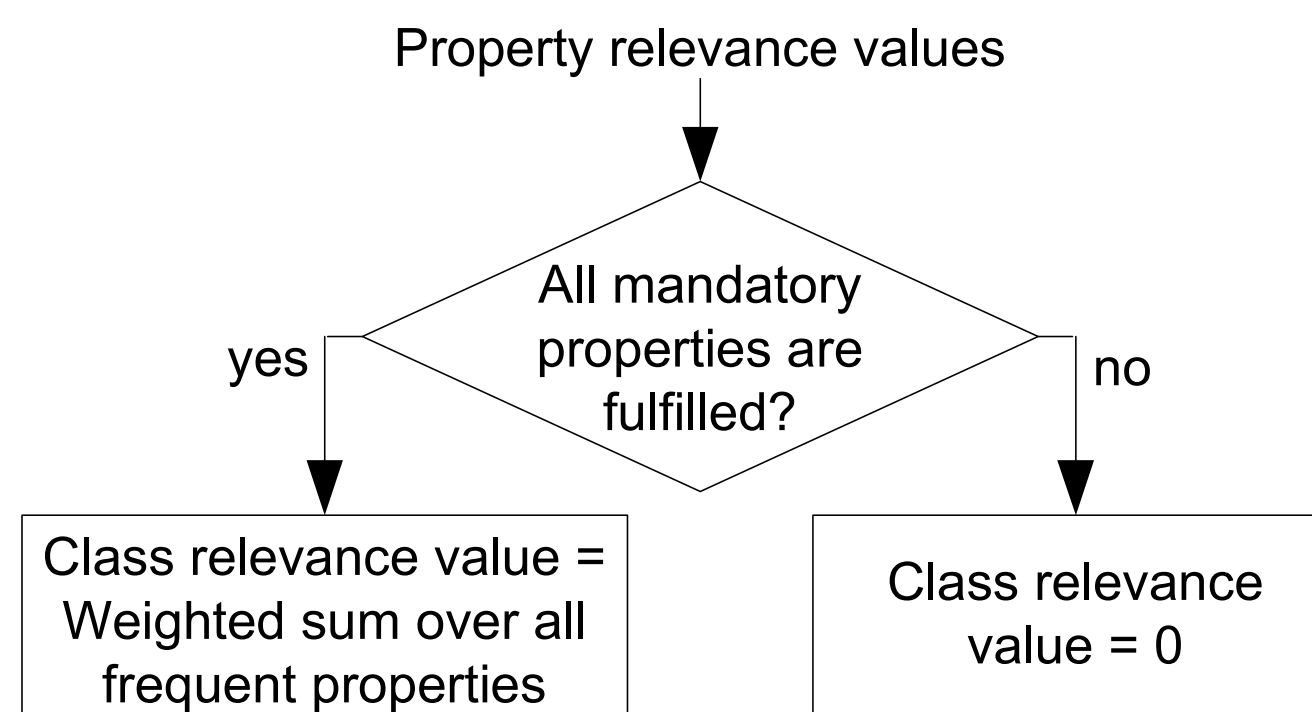 Property relevance values
All mandatory
properties are
fulfilled?
yes
no
Class relevance value =
Weighted sum over all
frequent properties
Class relevance
value = 0